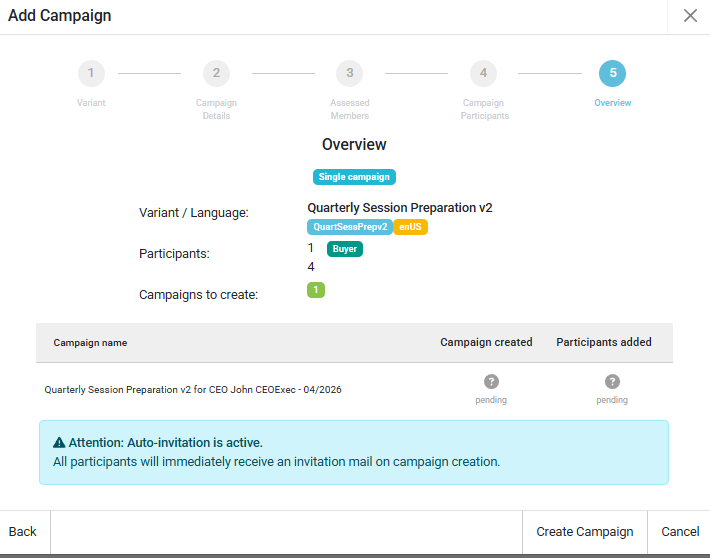 Add Campaign
1
2
3
4
5
Variant
Campaign Details
Assessed Members
Campaign Participants
Overview
Overview
Single campaign
Variant / Language:
Quarterly Session Preparation v2
QuartSessPrepv2 enUS
Participants:
1 Buyer
4
Campaigns to create:
1
Campaign name Campaign created Participants added
Quarterly Session Preparation v2 for CEO John CEOExec - 04/2026
? ?
pending pending
Attention: Auto-invitation is active.
All participants will immediately receive an invitation mail on campaign creation.
Back Create Campaign Cancel